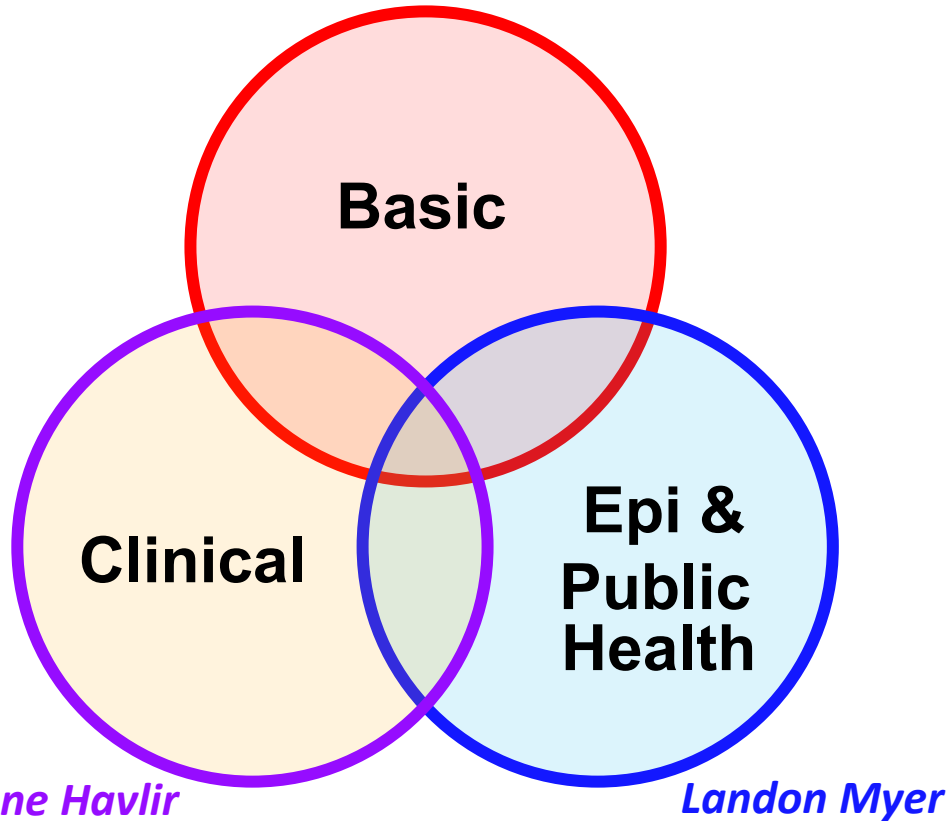 Basic
Clinical
Epi &
Public
Health
ne Havlir
Landon Myer